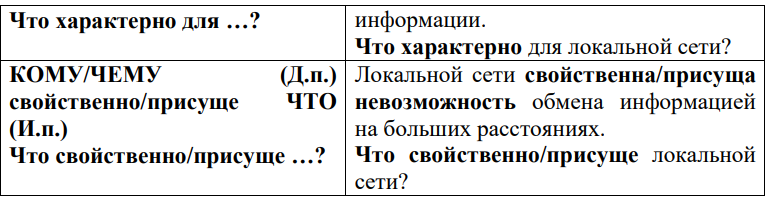 Что характерно для …?
информации.
Что характерно для локальной сети?
КОМУ/ЧЕМУ (Д.п.)
свойственно/присуще ЧТО
(И.п.)
Что свойственно/присуще …?
Локальной сети свойственна/присуща
невозможность обмена информацией
на больших расстояниях.
Что свойственно/присуще локальной
сети?